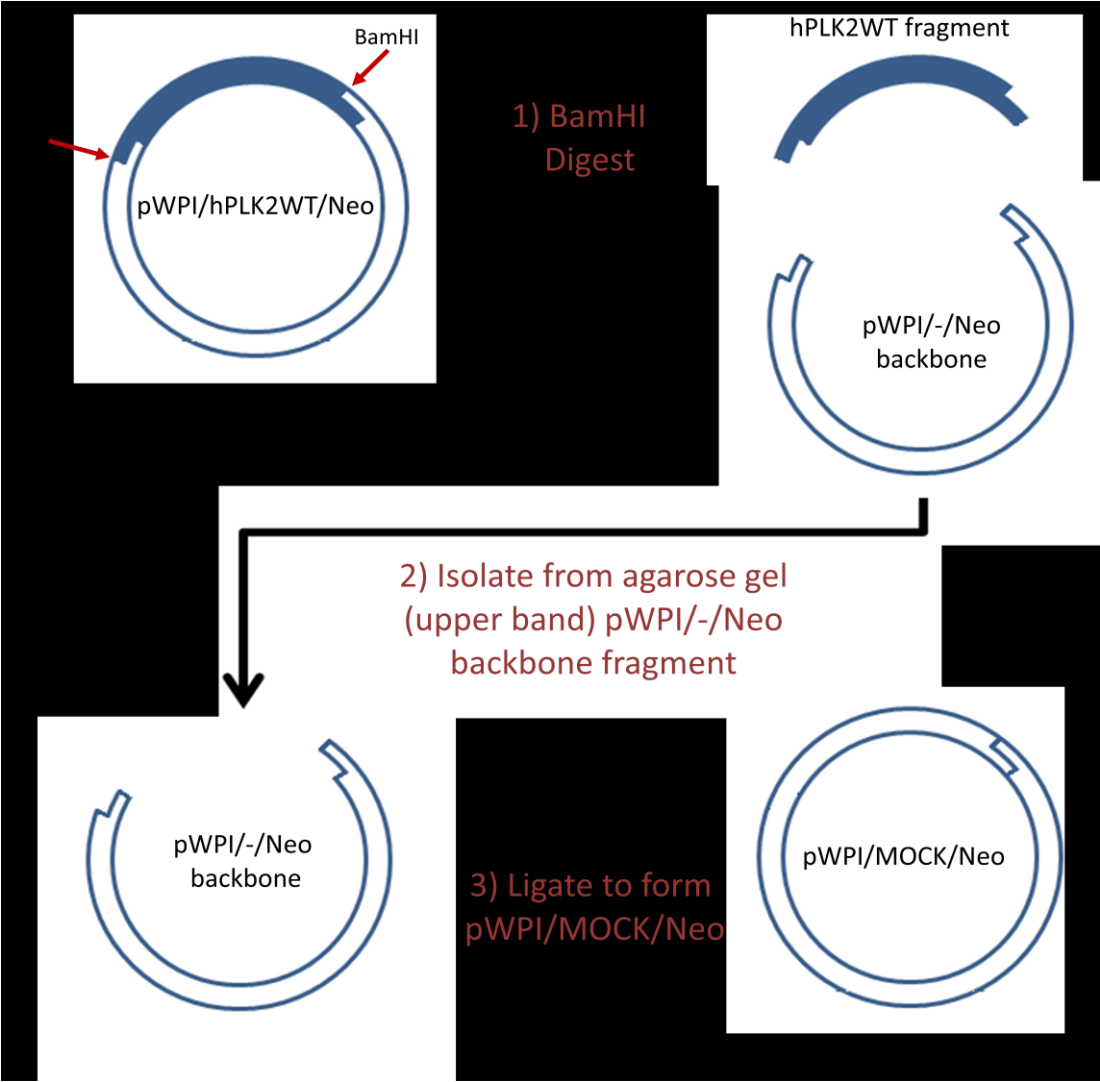 BamHI
pWPI/hPLK2WT/Neo
1) BamHI
Digest
hPLK2WT fragment
pWPI/-/Neo
backbone
2) Isolate from agarose gel
(upper band) pWPI/-/Neo
backbone fragment
pWPI/-/Neo
backbone
3) Ligate to form
pWPI/MOCK/Neo
pWPI/MOCK/Neo